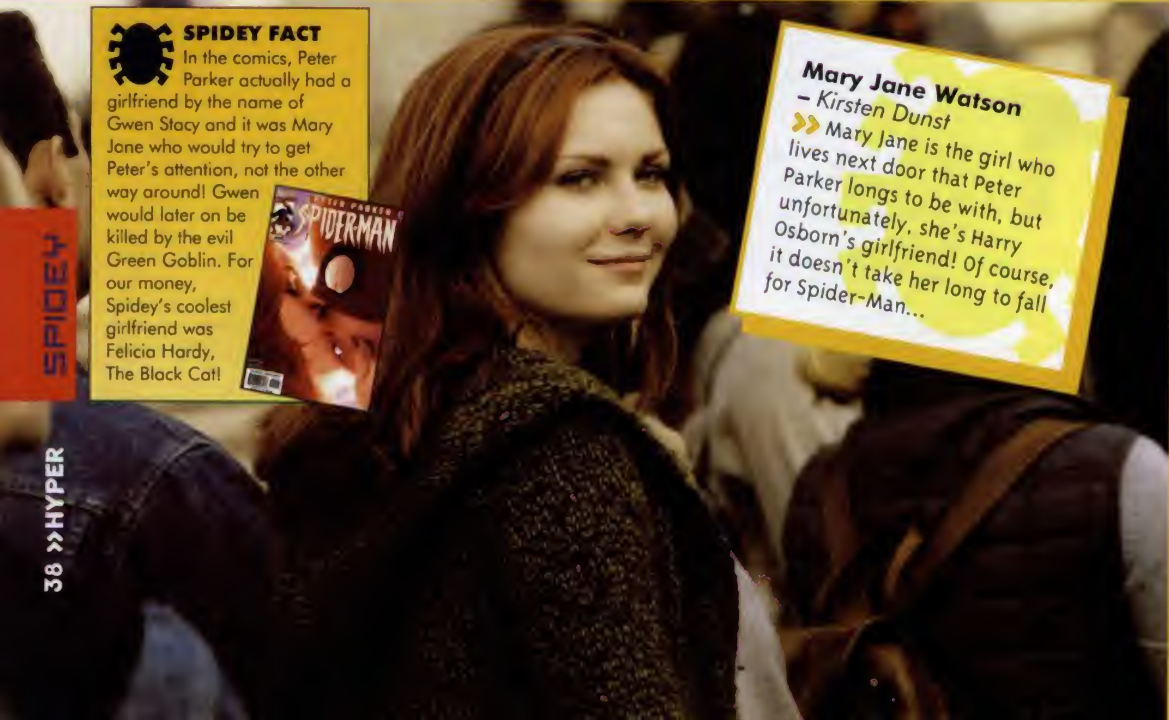 SPIDEY FACT
In the comics, Peter
Parker actually had a
girlfriend by the name of
Gwen Stacy and it was Mary
Jane who would try to get
Peter's attention, not the other
way around! Gwen
would later on be
killed by the evil
Green Goblin. For
our money,
Spidey's coolest
girlfriend was
Felicia Hardy,
The Black Cat!
PETER PARKER
SPIDER-MAN
Mary Jane Watson
– Kirsten Dunst
>> Mary Jane is the girl who
lives next door that Peter
Parker longs to be with, but
unfortunately, she's Harry
Osborn's girlfriend! Of course,
it doesn't take her long to fall
for Spider-Man...
SPIDEY
38 >>HYPER